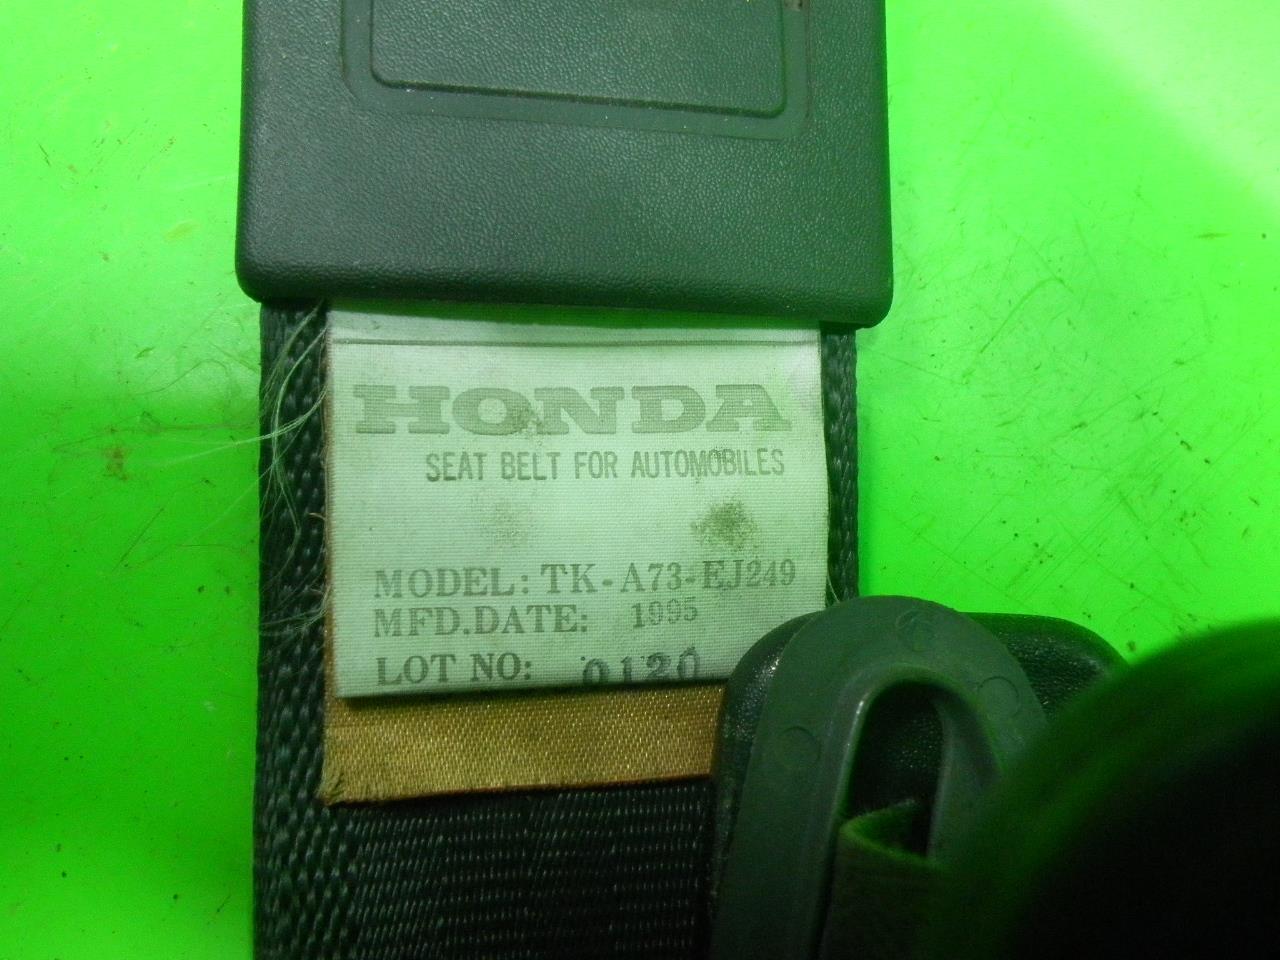 HONDA
SEAT BELT FOR AUTOMOBILES
MODEL: TK-A73-EJ249
MFD.DATE: 1995
LOT NO: 0120